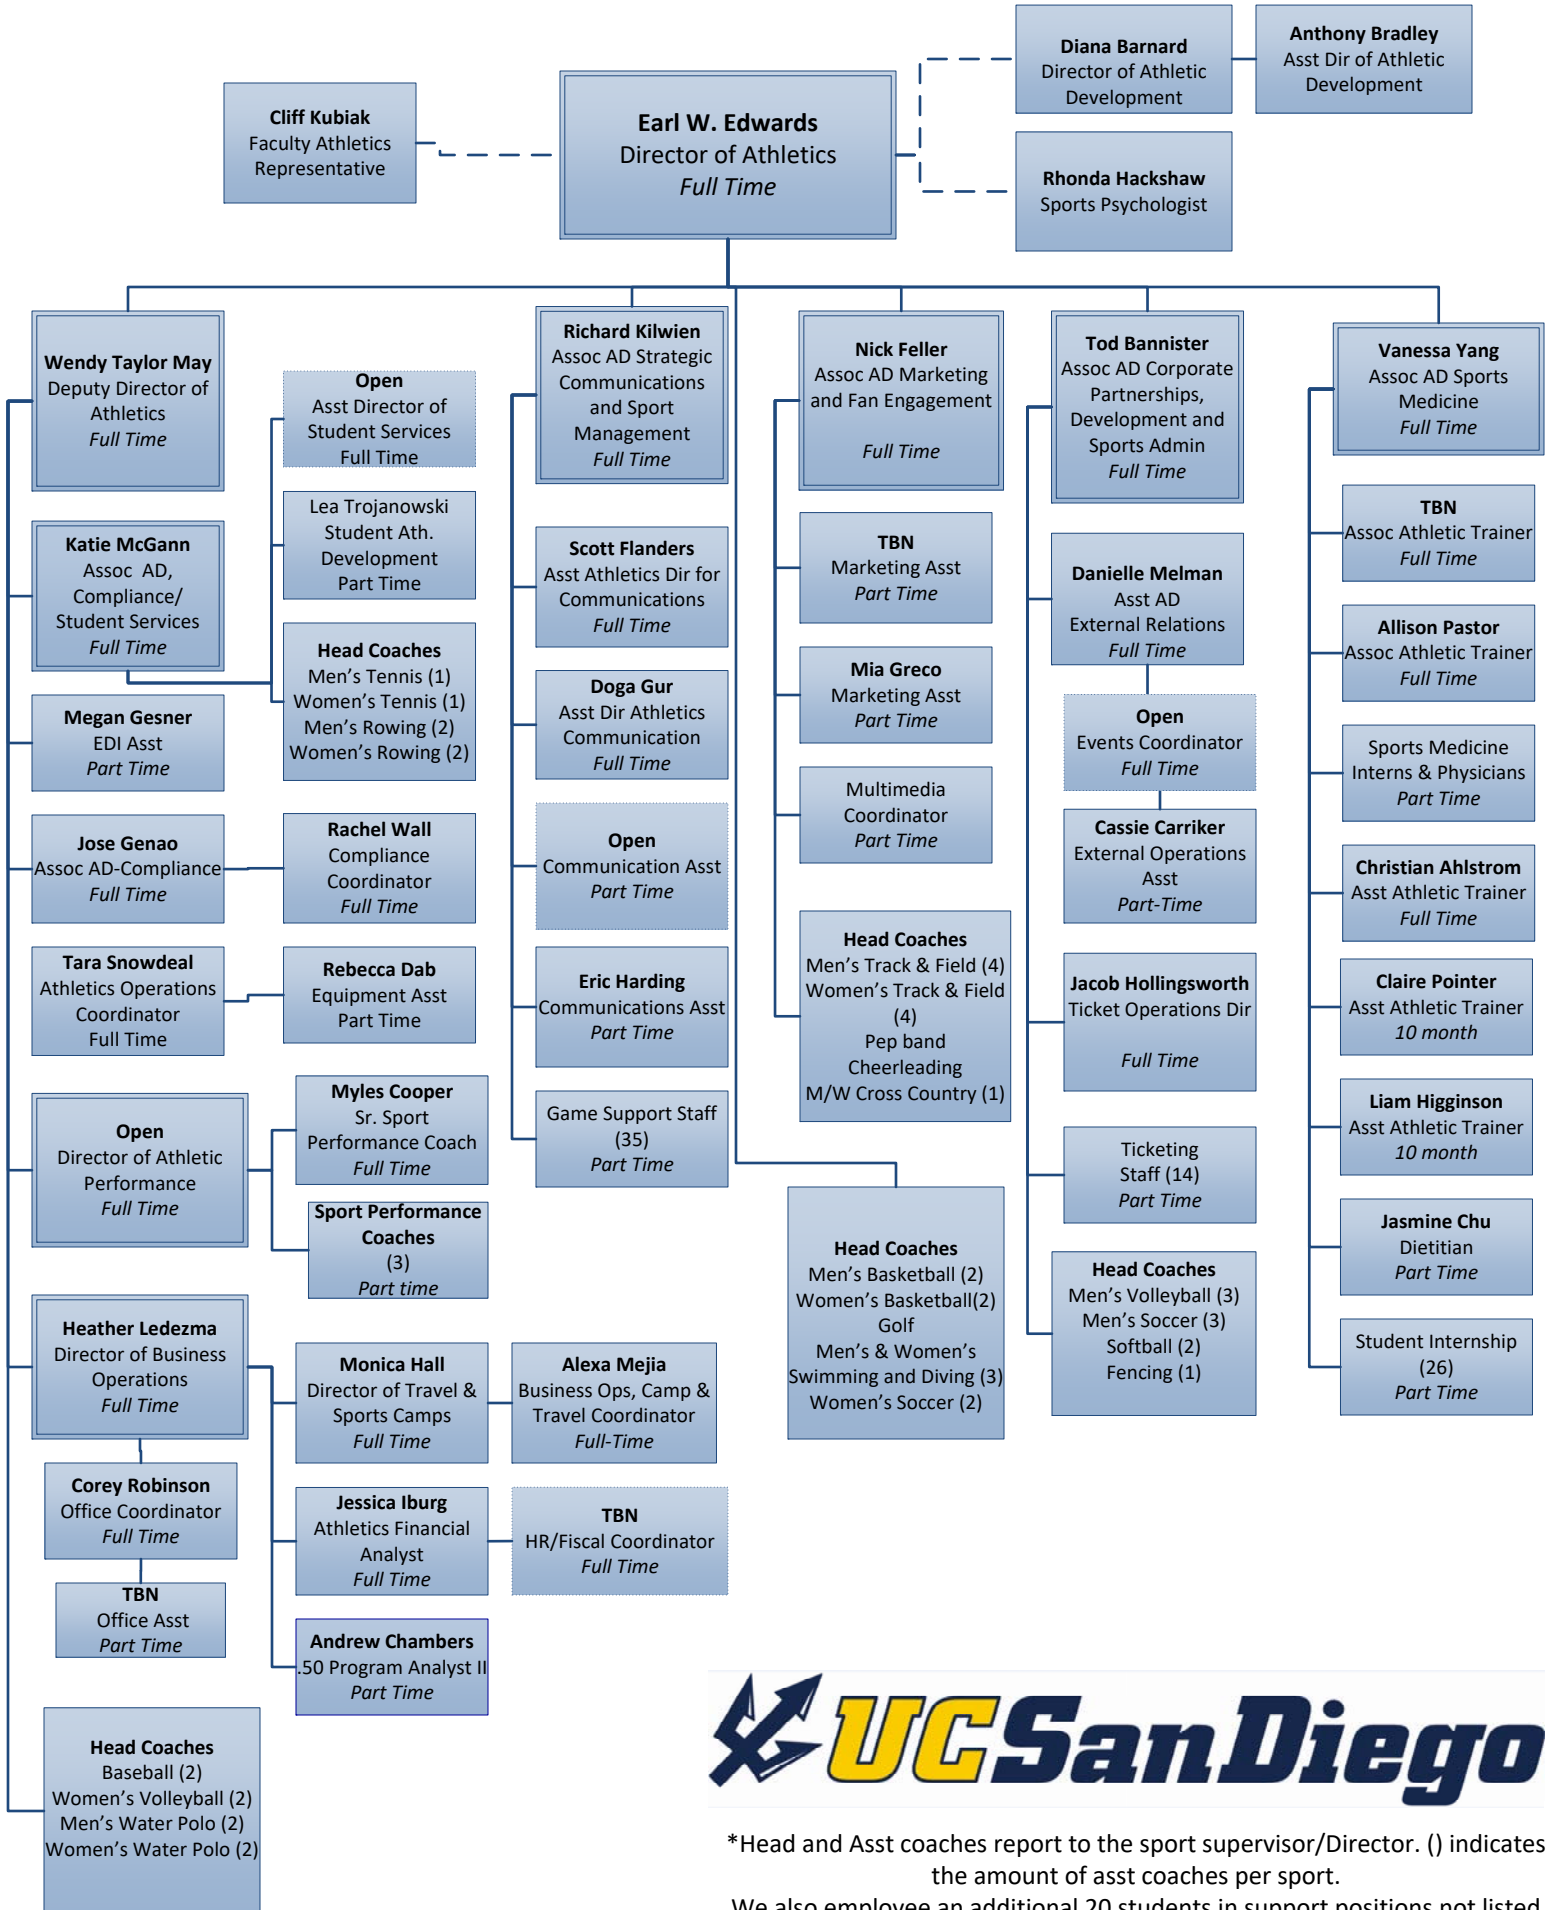 Diana Barnard
Director of Athletic
Development
Anthony Bradley
Asst Dir of Athletic
Development
Cliff Kubiak
Faculty Athletics
Representative
Earl W. Edwards
Director of Athletics
Full Time
Rhonda Hackshaw
Sports Psychologist
Wendy Taylor May
Deputy Director of
Athletics
Full Time
Open
Asst Director of
Student Services
Full Time
Lea Trojanowski
Student Ath.
Development
Part Time
Katie McGann
Assoc  AD,
Compliance/
Student Services
Full Time
Head Coaches
Men's Tennis (1)
Women's Tennis (1)
Men's Rowing (2)
Women's Rowing (2)
Megan Gesner
EDI Asst
Part Time
Jose Genao
Assoc AD-Compliance
Full Time
Rachel Wall
Compliance
Coordinator
Full Time
Tara Snowdeal
Athletics Operations
Coordinator
Full Time
Rebecca Dab
Equipment Asst
Part Time
Open
Director of Athletic
Performance
Full Time
Myles Cooper
Sr. Sport
Performance Coach
Full Time
Sport Performance
Coaches
(3)
Part time
Heather Ledezma
Director of Business
Operations
Full Time
Monica Hall
Director of Travel &
Sports Camps
Full Time
Alexa Mejia
Business Ops, Camp &
Travel Coordinator
Full-Time
Corey Robinson
Office Coordinator
Full Time
Jessica Iburg
Athletics Financial
Analyst
Full Time
TBN
HR/Fiscal Coordinator
Full Time
TBN
Office Asst
Part Time
Andrew Chambers
.50 Program Analyst II
Part Time
Head Coaches
Baseball (2)
Women's Volleyball (2)
Men's Water Polo (2)
Women's Water Polo (2)
Richard Kilwien
Assoc AD Strategic
Communications
and Sport
Management
Full Time
Scott Flanders
Asst Athletics Dir for
Communications
Full Time
Doga Gur
Asst Dir Athletics
Communication
Full Time
Open
Communication Asst
Part Time
Eric Harding
Communications Asst
Part Time
Game Support Staff
(35)
Part Time
Nick Feller
Assoc AD Marketing
and Fan Engagement
Full Time
TBN
Marketing Asst
Part Time
Mia Greco
Marketing Asst
Part Time
Multimedia
Coordinator
Part Time
Head Coaches
Men's Track & Field (4)
Women's Track & Field
(4)
Pep band
Cheerleading
M/W Cross Country (1)
Head Coaches
Men's Basketball (2)
Women's Basketball(2)
Golf
Men's & Women's
Swimming and Diving (3)
Women's Soccer (2)
Tod Bannister
Assoc AD Corporate
Partnerships,
Development and
Sports Admin
Full Time
Danielle Melman
Asst AD
External Relations
Full Time
Open
Events Coordinator
Full Time
Cassie Carriker
External Operations
Asst
Part-Time
Jacob Hollingsworth
Ticket Operations Dir
Full Time
Ticketing
Staff (14)
Part Time
Head Coaches
Men's Volleyball (3)
Men's Soccer (3)
Softball (2)
Fencing (1)
Vanessa Yang
Assoc AD Sports
Medicine
Full Time
TBN
Assoc Athletic Trainer
Full Time
Allison Pastor
Assoc Athletic Trainer
Full Time
Sports Medicine
Interns & Physicians
Part Time
Christian Ahlstrom
Asst Athletic Trainer
Full Time
Claire Pointer
Asst Athletic Trainer
10 month
Liam Higginson
Asst Athletic Trainer
10 month
Jasmine Chu
Dietitian
Part Time
Student Internship
(26)
Part Time
UC San Diego
*Head and Asst coaches report to the sport supervisor/Director. () indicates
the amount of asst coaches per sport.
We also employee an additional 20 students in support positions not listed